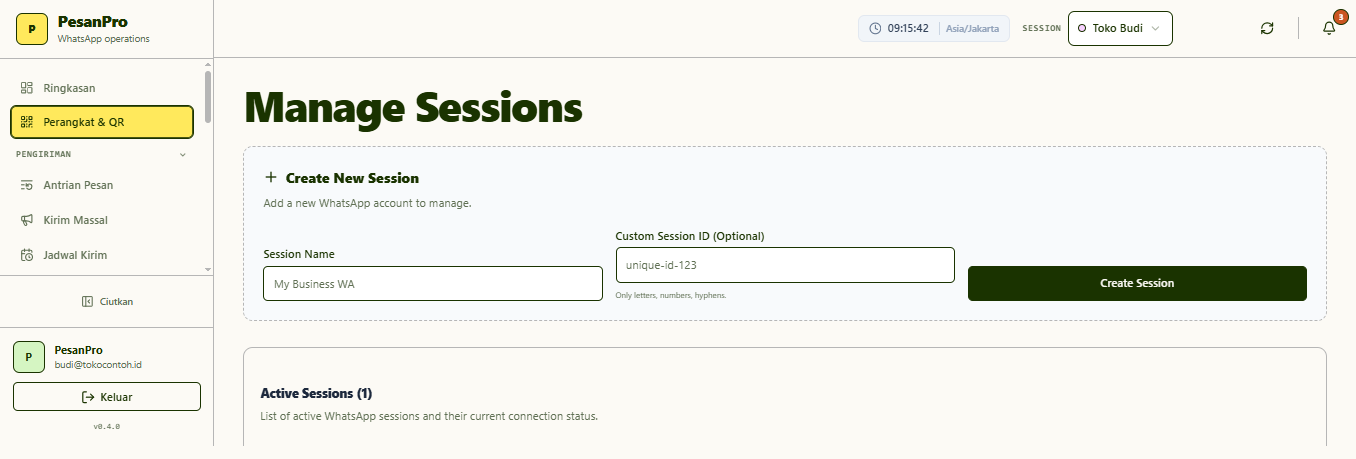 P
PesanPro
WhatsApp operations
Ringkasan
Perangkat & QR
PENGIRIMAN
Antrian Pesan
Kirim Massal
Jadwal Kirim
Ciutkan
P
PesanPro
budi@tokocontoh.id
Keluar
v0.4.0
09:15:42 Asia/Jakarta SESSION Toko Budi 3
Manage Sessions
Create New Session
Add a new WhatsApp account to manage.
Session Name
My Business WA
Custom Session ID (Optional)
unique-id-123
Only letters, numbers, hyphens.
Create Session
Active Sessions (1)
List of active WhatsApp sessions and their current connection status.